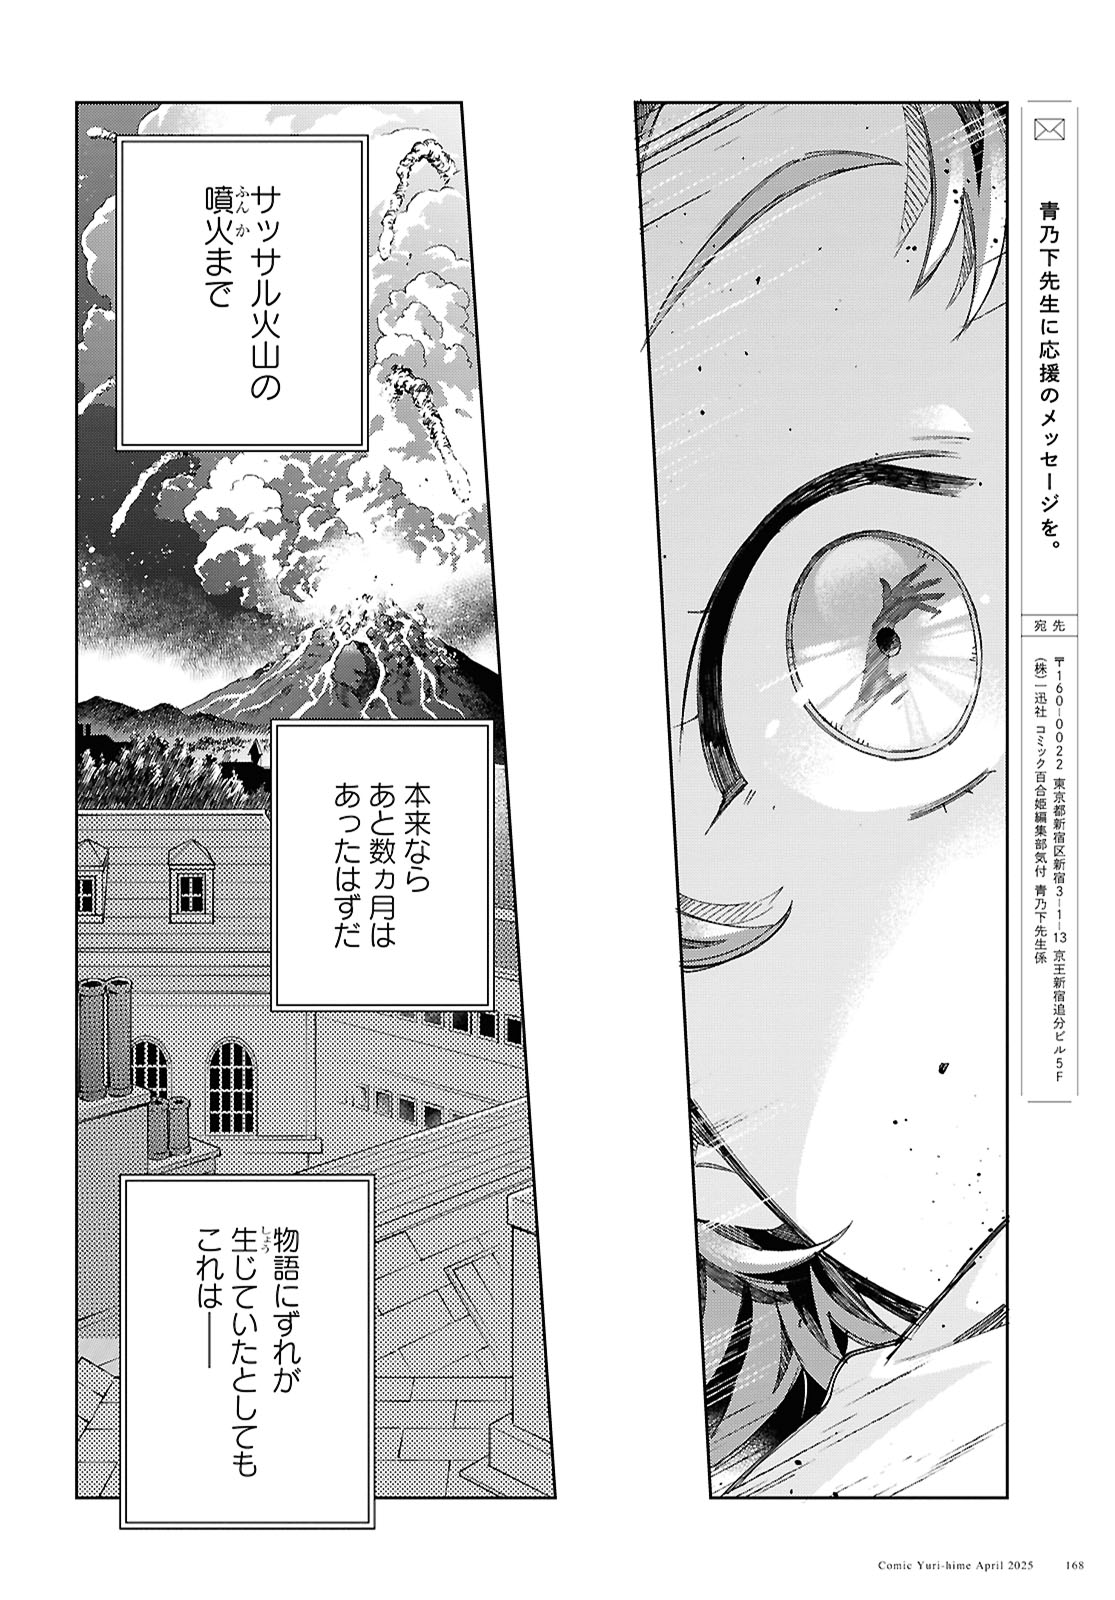 青乃下先生に応援のメッセージを。
宛先
〒160-0022 東京都新宿区新宿3-1-13 京王新宿追分ビル5F
(株)一迅社 コミック百合姫編集部気付 青乃下先生係
サッサル火山の
噴火まで
ふんか
本来なら
あと数ヵ月は
あったはずだ
物語にずれが
生じていたとしても
しょう
これは――
Comic Yuri-hime April 2025 168